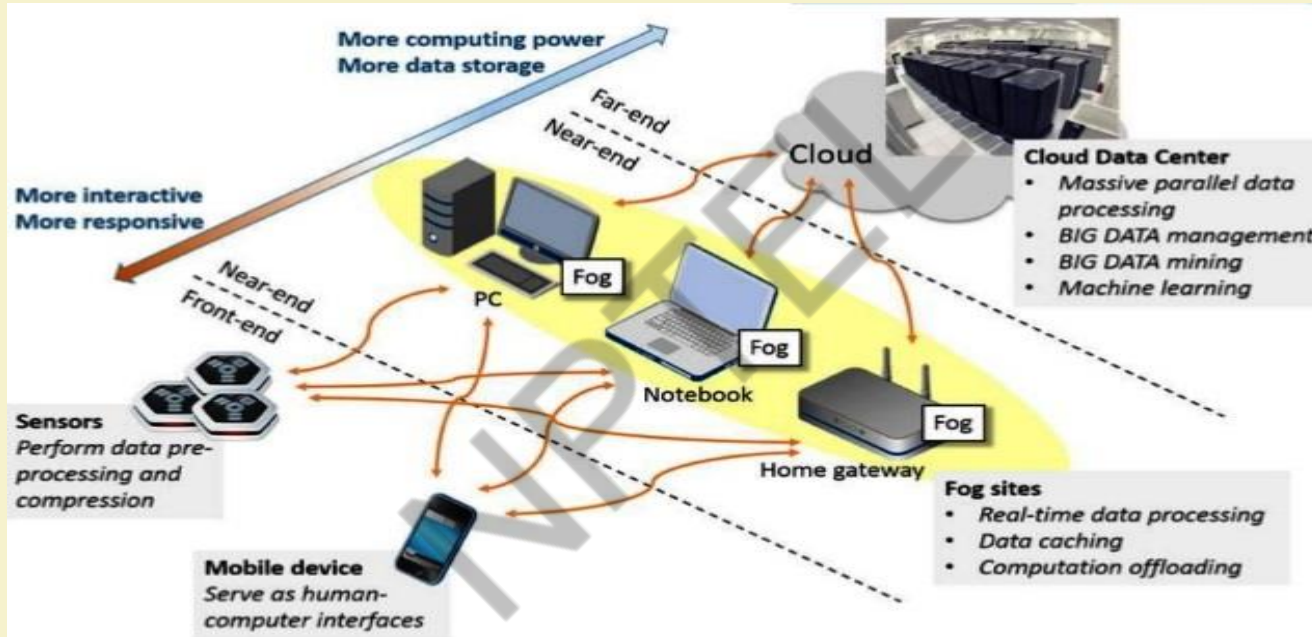 More computing power
More data storage
Far-end
Near-end
Cloud
More interactive
More responsive
Near-end
Front-end
PC
Fog
Notebook
Fog
Home gateway
Fog
Cloud Data Center
• Massive parallel data
processing
• BIG DATA management
• BIG DATA mining
• Machine learning
Sensors
Perform data pre-
processing and
compression
Mobile device
Serve as human-
computer interfaces
Fog sites
• Real-time data processing
• Data caching
• Computation offloading
NPTEL